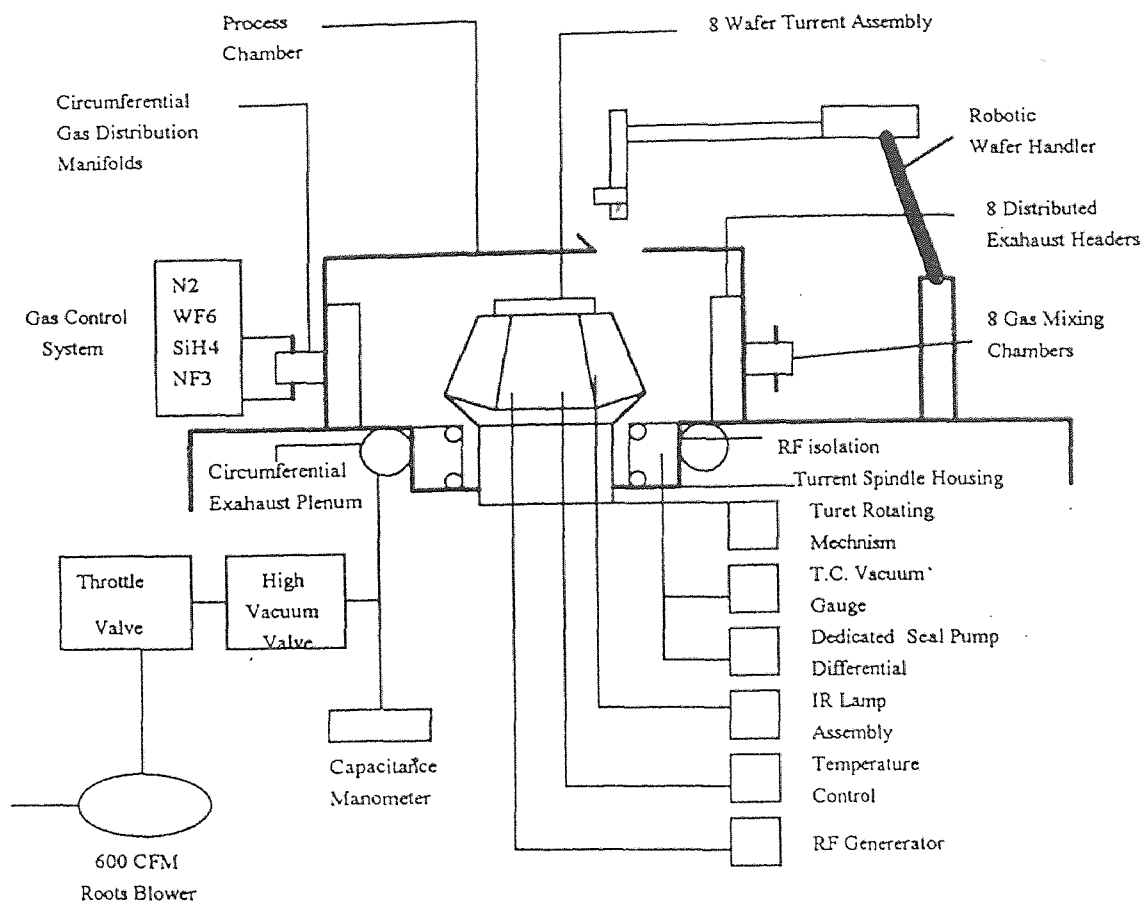 Process
Chamber
8 Wafer Turrent Assembly
Circumferential
Gas Distribution
Manifolds
Robotic
Wafer Handler
8 Distributed
Exahaust Headers
Gas Control
System
N2
WF6
SiH4
NF3
8 Gas Mixing
Chambers
Circumferential
Exahaust Plenum
RF isolation
Turrent Spindle Housing
Turet Rotating
Mechnism
T.C. Vacuum
Gauge
Dedicated Seal Pump
Differential
IR Lamp
Assembly
Temperature
Control
RF Genererator
Throttle
Valve
High
Vacuum
Valve
Capacitance
Manometer
600 CFM
Roots Blower